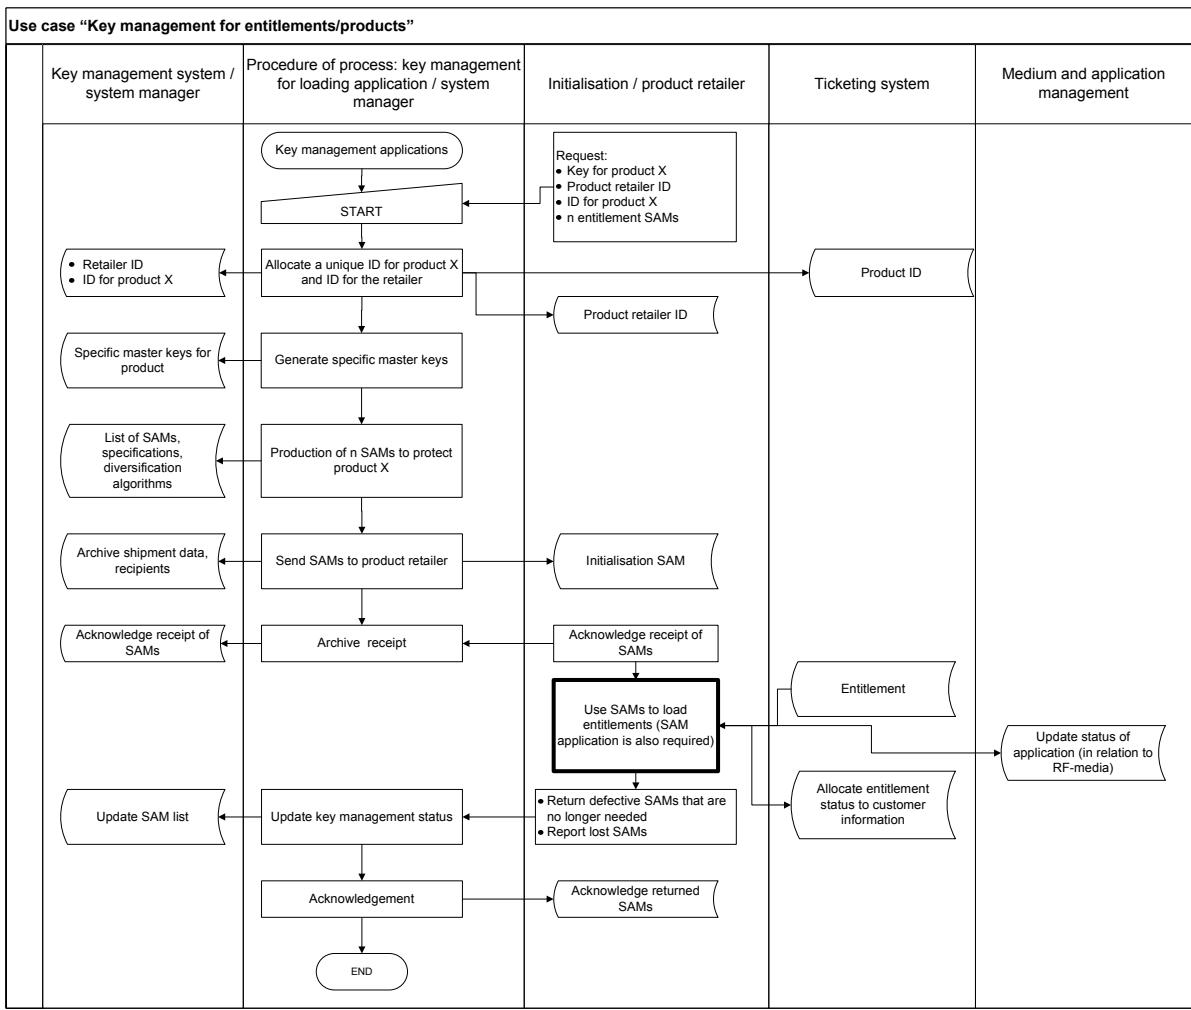 Use case “Key management for entitlements/products”
Key management system /
system manager
Procedure of process: key management
for loading application / system
manager
Initialisation / product retailer
Ticketing system
Medium and application
management
Key management applications
Request:
• Key for product X
• Product retailer ID
• ID for product X
• n entitlement SAMs
START
• Retailer ID
• ID for product X
Allocate a unique ID for product X
and ID for the retailer
Product ID
Product retailer ID
Specific master keys for
product
Generate specific master keys
List of SAMs,
specifications,
diversification
algorithms
Production of n SAMs to protect
product X
Archive shipment data,
recipients
Send SAMs to product retailer
Initialisation SAM
Acknowledge receipt of
SAMs
Archive receipt
Acknowledge receipt of
SAMs
Entitlement
Use SAMs to load
entitlements (SAM
application is also required)
Update status of
application (in relation to
RF-media)
Allocate entitlement
status to customer
information
Update SAM list
Update key management status
• Return defective SAMs that are
no longer needed
• Report lost SAMs
Acknowledgement
Acknowledge returned
SAMs
END